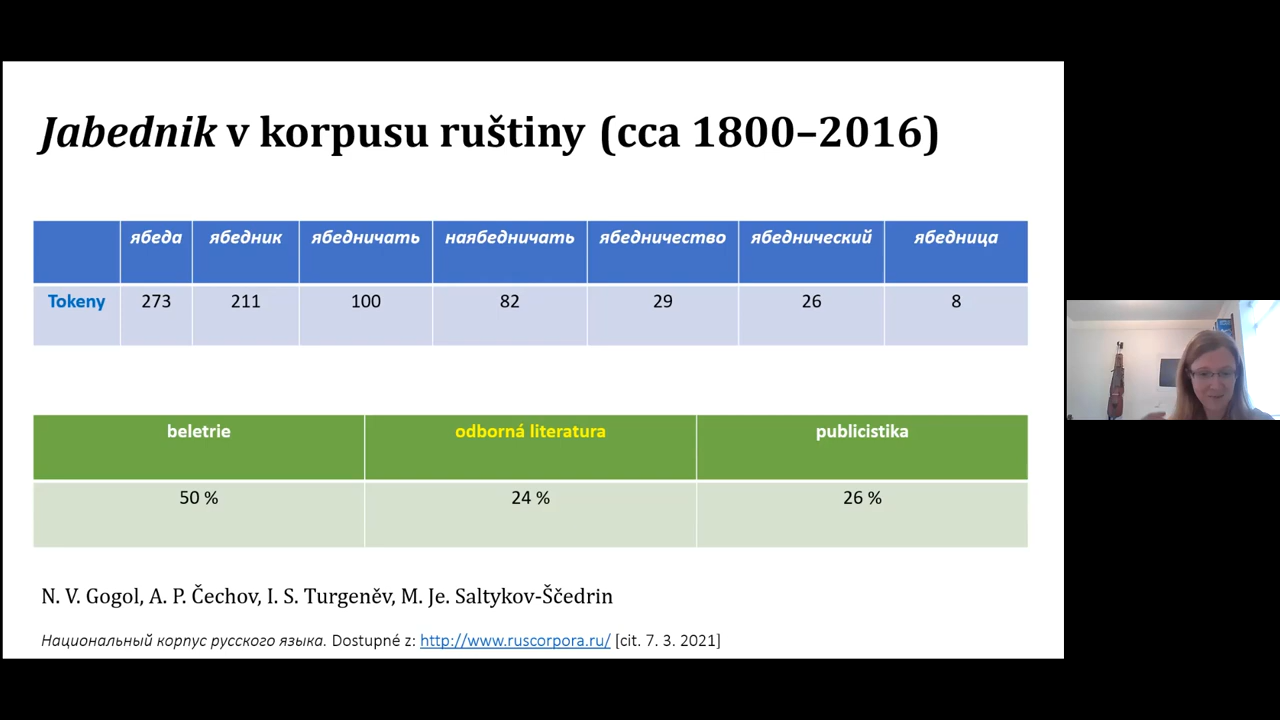 Jabednik v korpusu ruštiny (cca 1800–2016)
ябеда ябедник ябедничать наябедничать ябедничество ябеднический ябедница
Tokeny 273 211 100 82 29 26 8
beletrie odborná literatura publicistika
50 % 24 % 26 %
N. V. Gogol, A. P. Čechov, I. S. Turgeněv, M. Je. Saltykov-Ščedrin
Национальный корпус русского языка. Dostupné z: http://www.ruscorpora.ru/ [cit. 7. 3. 2021]